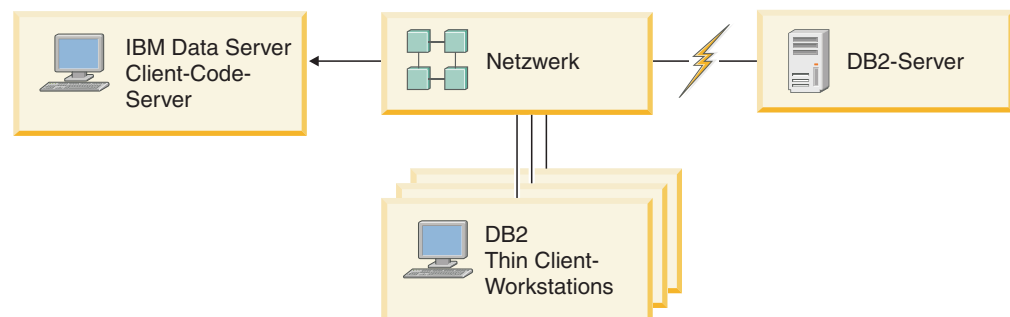 IBM Data Server
Client-Code-
Server
Netzwerk
DB2-Server
DB2
Thin Client-
Workstations